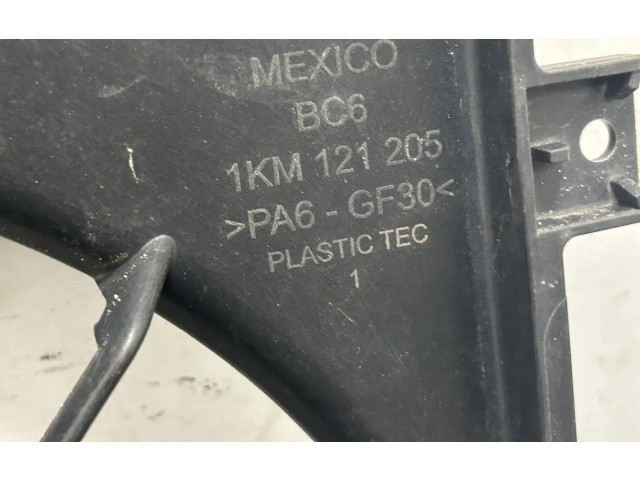 MEXICO
BC6
1KM 121 205
>PA6 - GF30<
PLASTIC TEC
1